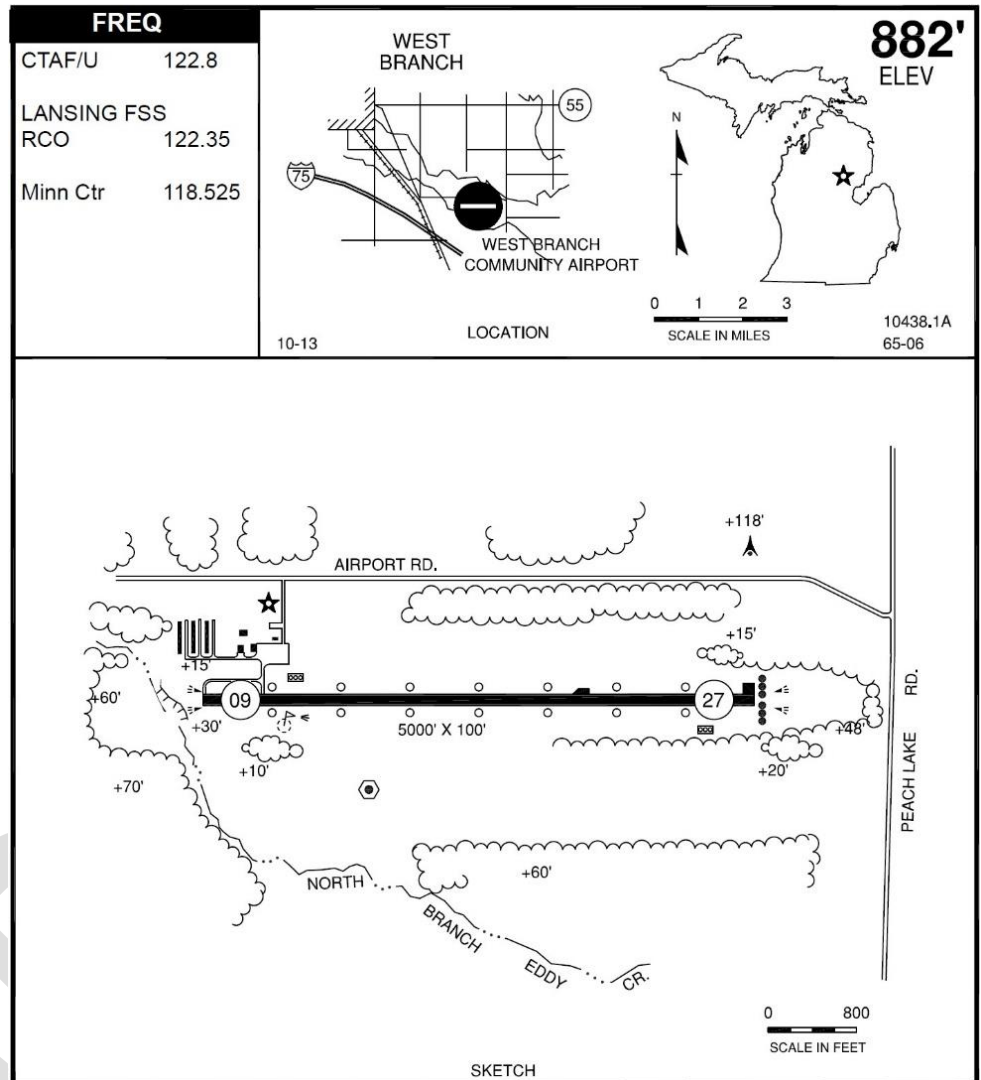 FREQ
CTAF/U 122.8
LANSING FSS
RCO 122.35
Minn Ctr 118.525
WEST
BRANCH
55
75
WEST BRANCH
COMMUNITY AIRPORT
10-13
LOCATION
882'
ELEV
N
0 1 2 3
SCALE IN MILES
10438.1A
65-06
+118'
AIRPORT RD.
+15'
+15'
+60'
09
27
+30'
5000' X 100'
+48'
+10'
+20'
+70'
PEACH LAKE RD.
+60'
NORTH
BRANCH
EDDY
CR.
0 800
SCALE IN FEET
SKETCH